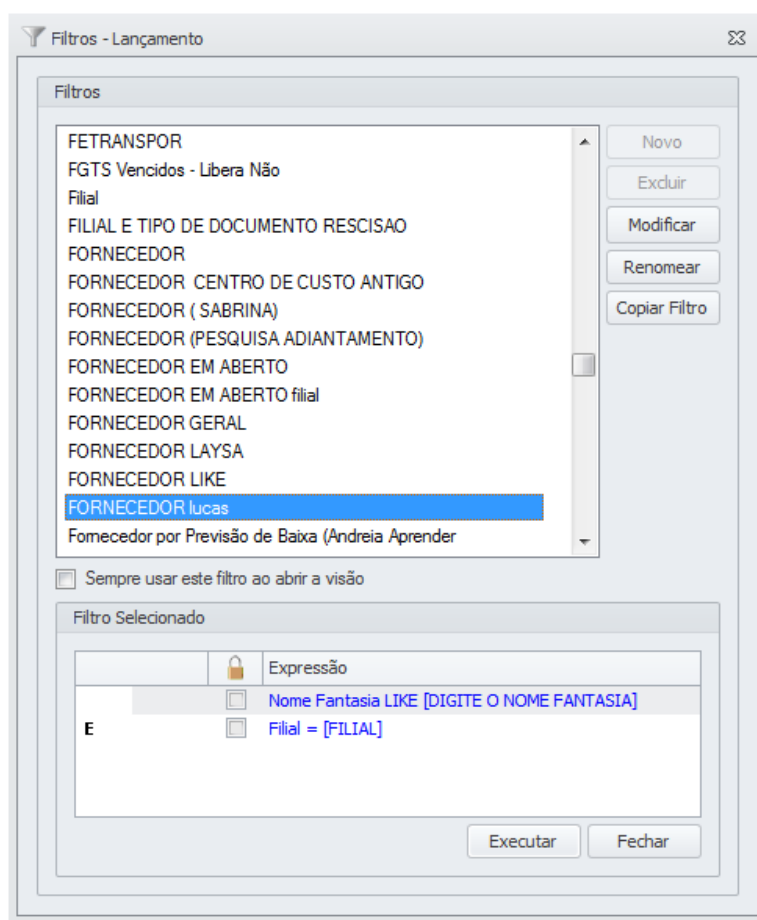 Filtros - Lançamento
Filtros
FETRANSPOR
FGTS Vencidos - Libera Não
Filial
FILIAL E TIPO DE DOCUMENTO RESCISAO
FORNECEDOR
FORNECEDOR  CENTRO DE CUSTO ANTIGO
FORNECEDOR ( SABRINA)
FORNECEDOR (PESQUISA ADIANTAMENTO)
FORNECEDOR EM ABERTO
FORNECEDOR EM ABERTO filial
FORNECEDOR GERAL
FORNECEDOR LAYSA
FORNECEDOR LIKE
FORNECEDOR lucas
Fornecedor por Previsão de Baixa (Andreia Aprender
Novo
Excluir
Modificar
Renomear
Copiar Filtro
Sempre usar este filtro ao abrir a visão
Filtro Selecionado
Expressão
Nome Fantasia LIKE [DIGITE O NOME FANTASIA]
E Filial = [FILIAL]
Executar Fechar